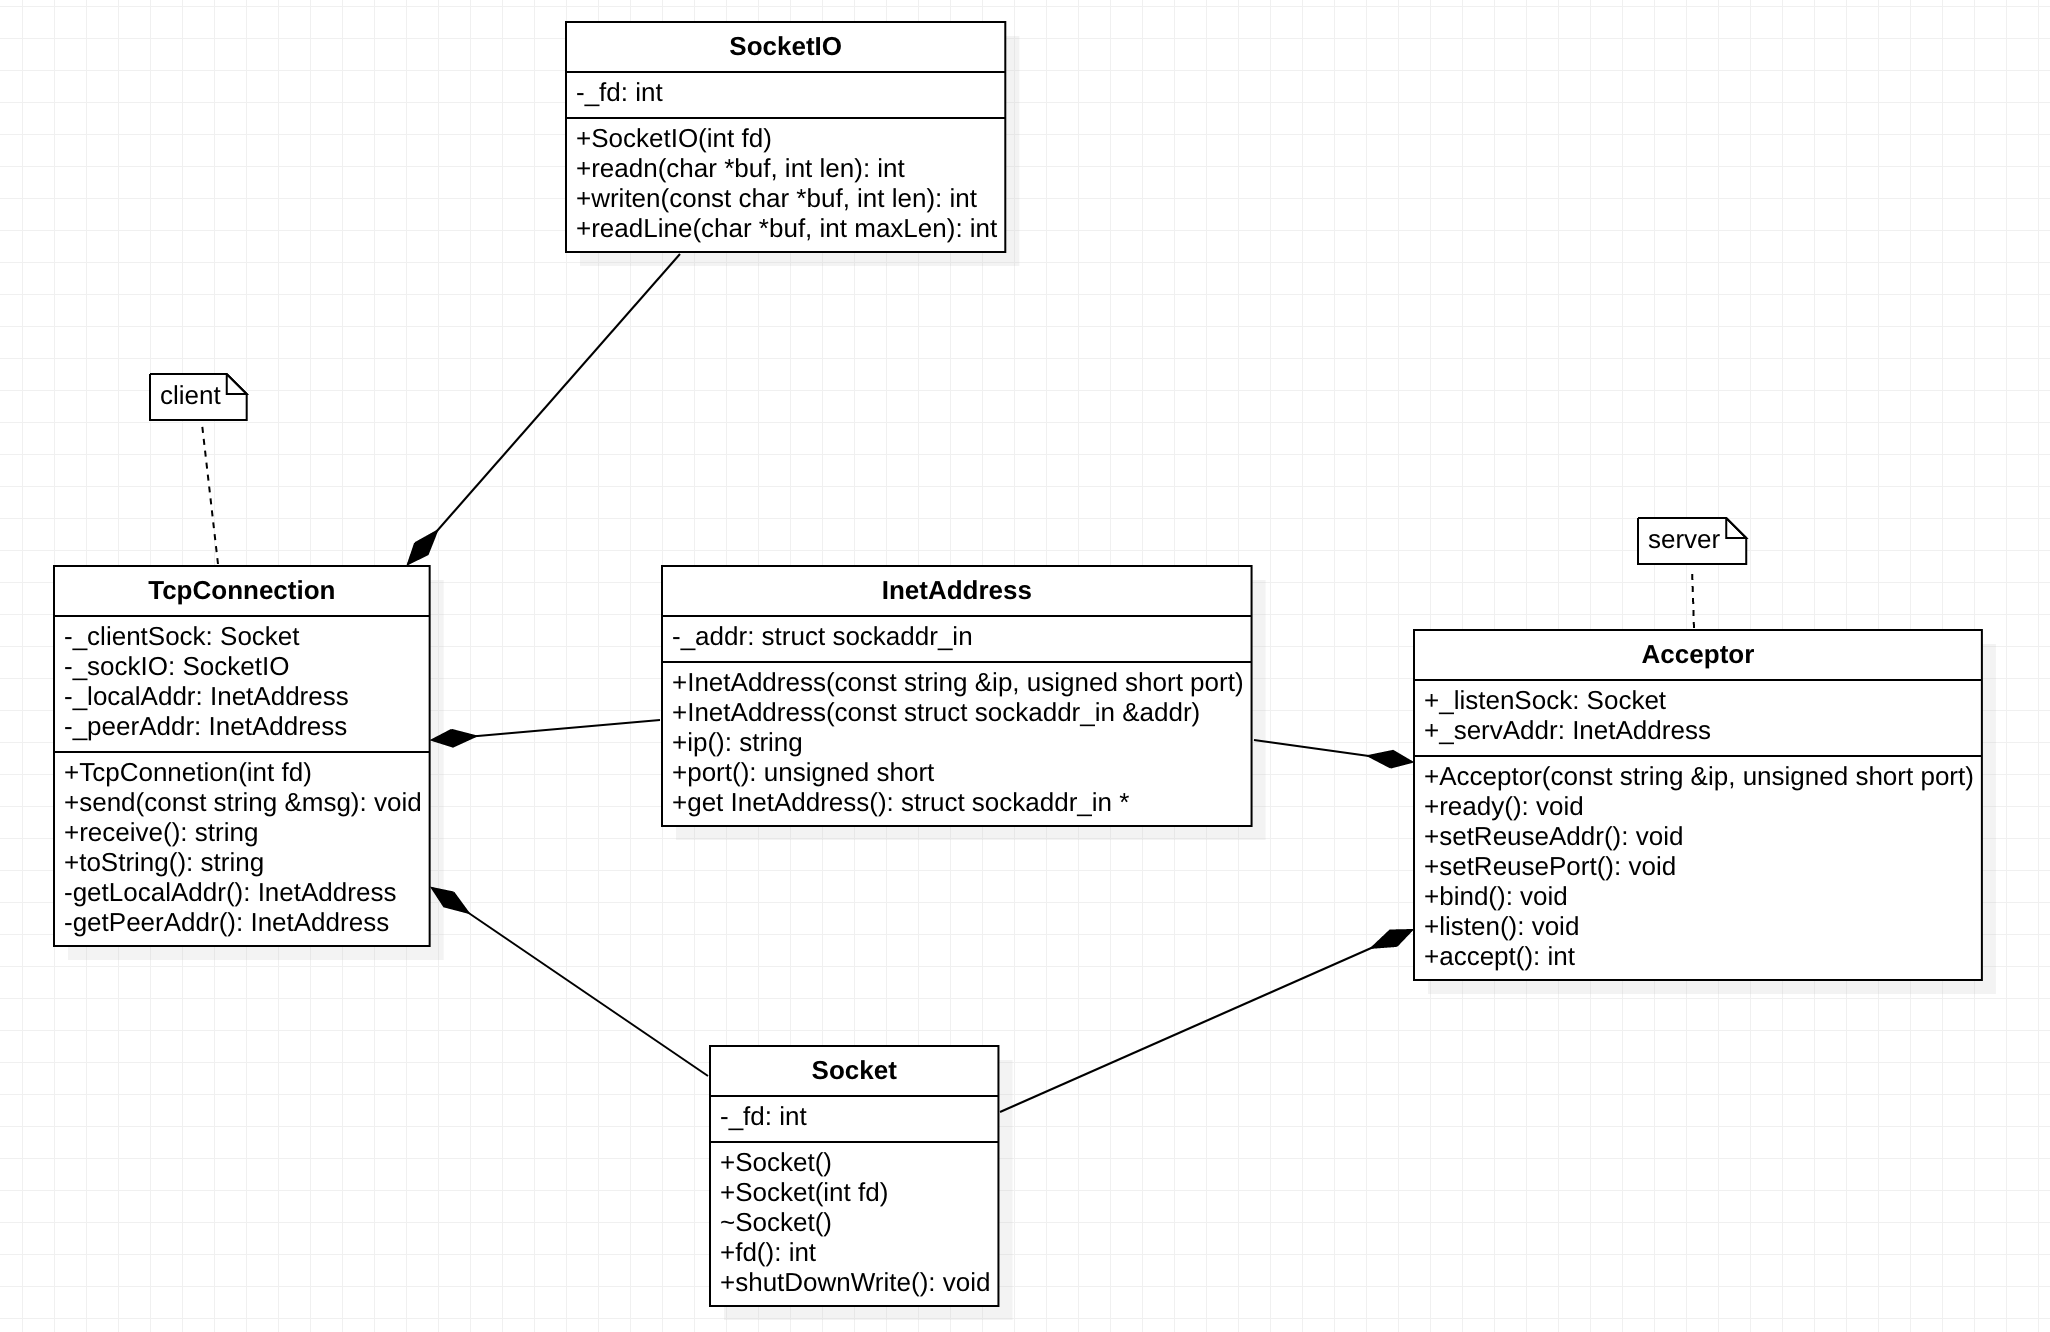 SocketIO
-_fd: int
+SocketIO(int fd)
+readn(char *buf, int len): int
+writen(const char *buf, int len): int
+readLine(char *buf, int maxLen): int
client
server
TcpConnection
-_clientSock: Socket
-_sockIO: SocketIO
-_localAddr: InetAddress
-_peerAddr: InetAddress
+TcpConnetion(int fd)
+send(const string &msg): void
+receive(): string
+toString(): string
-getLocalAddr(): InetAddress
-getPeerAddr(): InetAddress
InetAddress
-_addr: struct sockaddr_in
+InetAddress(const string &ip, usigned short port)
+InetAddress(const struct sockaddr_in &addr)
+ip(): string
+port(): unsigned short
+get InetAddress(): struct sockaddr_in *
Acceptor
+_listenSock: Socket
+_servAddr: InetAddress
+Acceptor(const string &ip, unsigned short port)
+ready(): void
+setReuseAddr(): void
+setReusePort(): void
+bind(): void
+listen(): void
+accept(): int
Socket
-_fd: int
+Socket()
+Socket(int fd)
~Socket()
+fd(): int
+shutDownWrite(): void